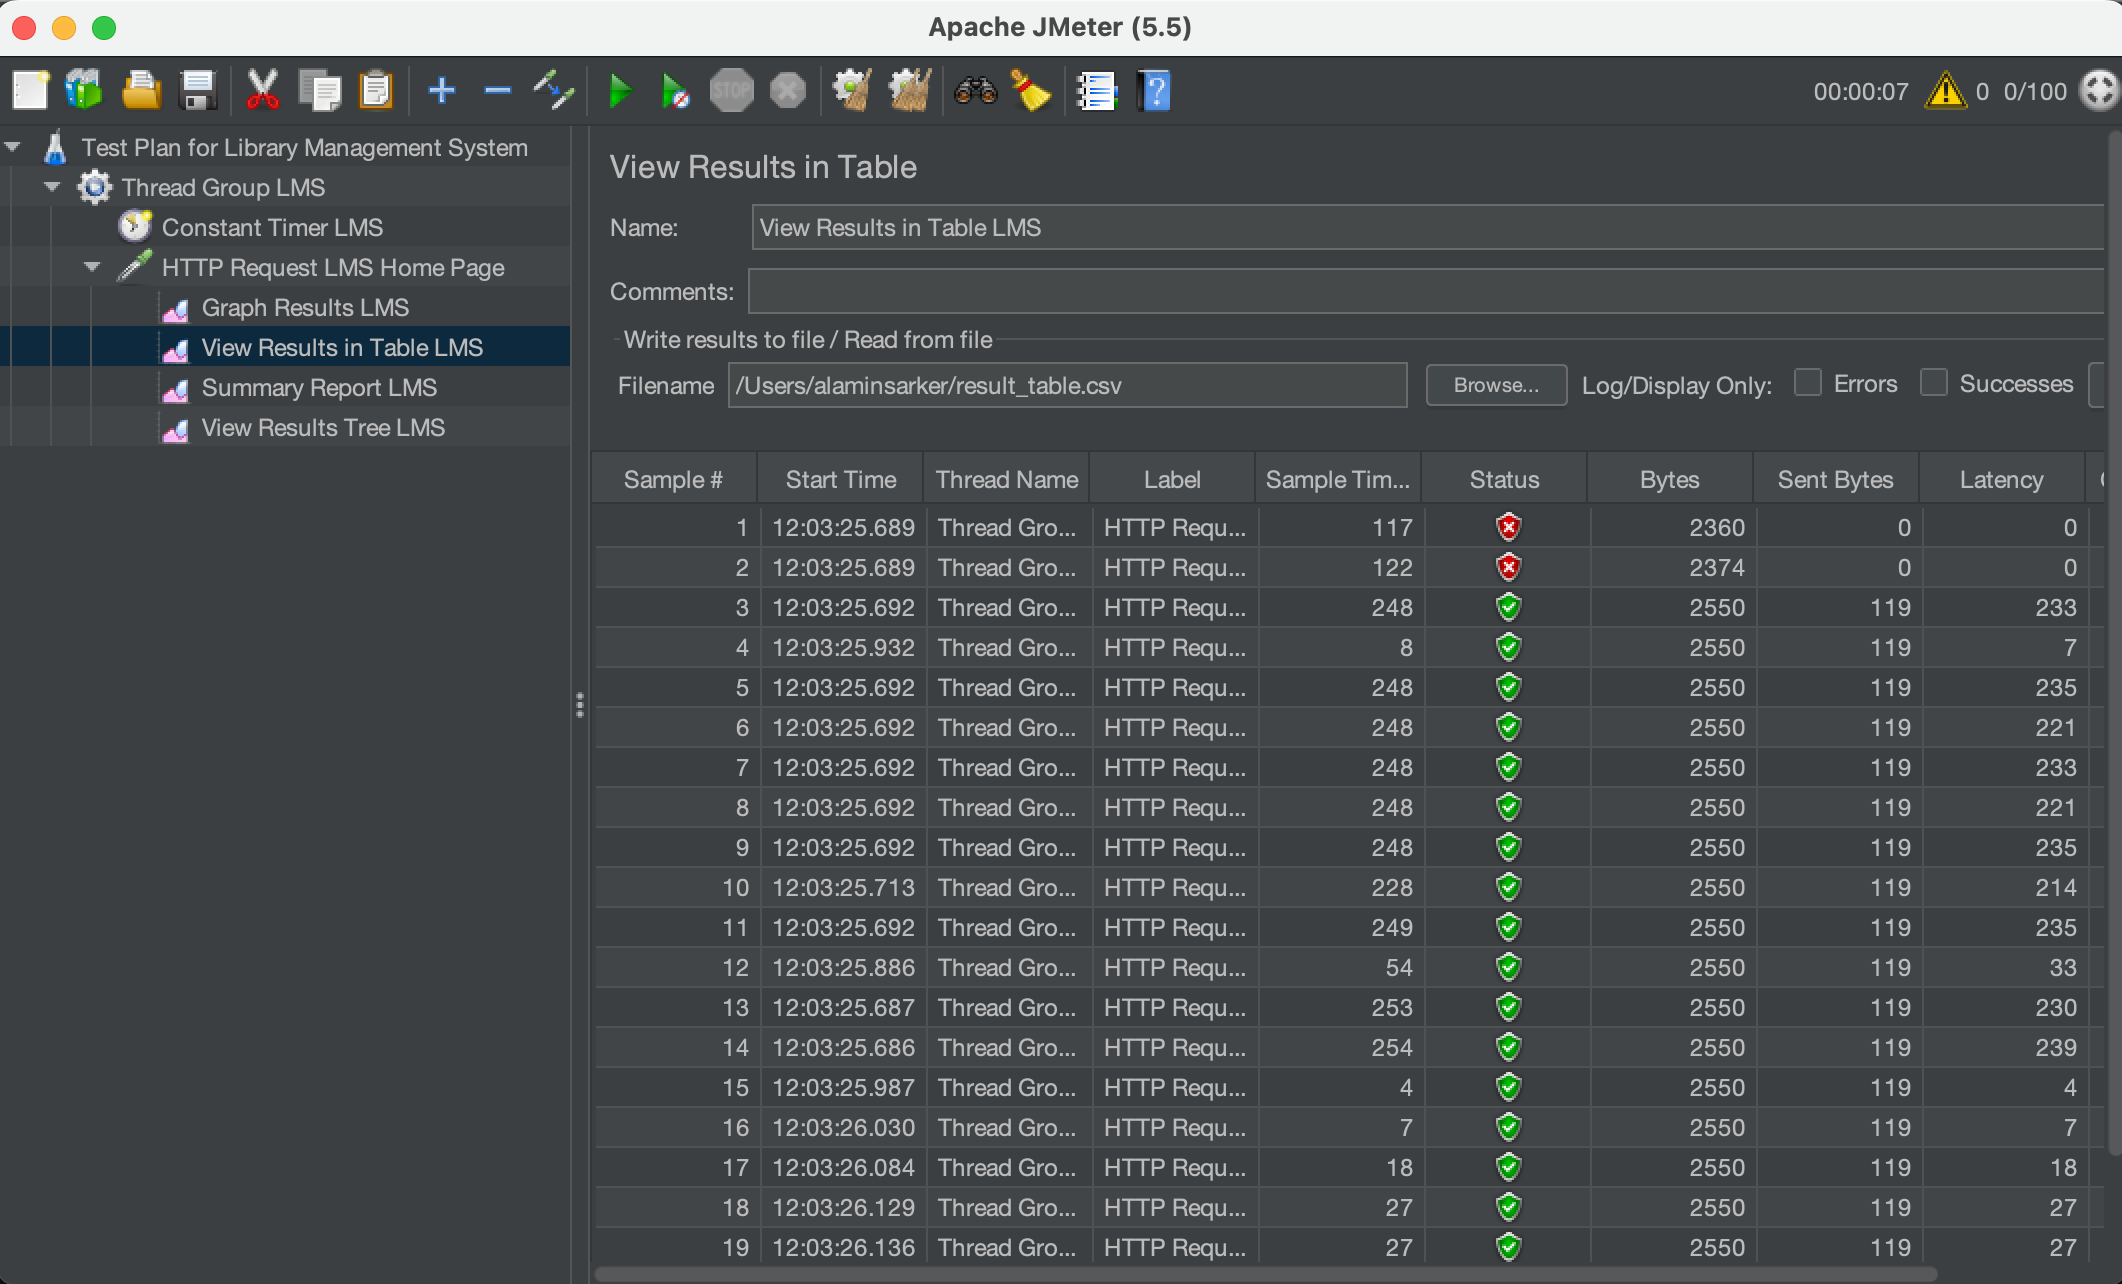 Apache JMeter (5.5)
STOP
00:00:07 0 0/100
Test Plan for Library Management System
Thread Group LMS
Constant Timer LMS
HTTP Request LMS Home Page
Graph Results LMS
View Results in Table LMS
Summary Report LMS
View Results Tree LMS
View Results in Table
Name: View Results in Table LMS
Comments:
Write results to file / Read from file
Filename /Users/alaminsarker/result_table.csv Browse... Log/Display Only: Errors Successes
Sample # Start Time Thread Name Label Sample Tim... Status Bytes Sent Bytes Latency
1 12:03:25.689 Thread Gro... HTTP Requ... 117 2360 0 0
2 12:03:25.689 Thread Gro... HTTP Requ... 122 2374 0 0
3 12:03:25.692 Thread Gro... HTTP Requ... 248 2550 119 233
4 12:03:25.932 Thread Gro... HTTP Requ... 8 2550 119 7
5 12:03:25.692 Thread Gro... HTTP Requ... 248 2550 119 235
6 12:03:25.692 Thread Gro... HTTP Requ... 248 2550 119 221
7 12:03:25.692 Thread Gro... HTTP Requ... 248 2550 119 233
8 12:03:25.692 Thread Gro... HTTP Requ... 248 2550 119 221
9 12:03:25.692 Thread Gro... HTTP Requ... 248 2550 119 235
10 12:03:25.713 Thread Gro... HTTP Requ... 228 2550 119 214
11 12:03:25.692 Thread Gro... HTTP Requ... 249 2550 119 235
12 12:03:25.886 Thread Gro... HTTP Requ... 54 2550 119 33
13 12:03:25.687 Thread Gro... HTTP Requ... 253 2550 119 230
14 12:03:25.686 Thread Gro... HTTP Requ... 254 2550 119 239
15 12:03:25.987 Thread Gro... HTTP Requ... 4 2550 119 4
16 12:03:26.030 Thread Gro... HTTP Requ... 7 2550 119 7
17 12:03:26.084 Thread Gro... HTTP Requ... 18 2550 119 18
18 12:03:26.129 Thread Gro... HTTP Requ... 27 2550 119 27
19 12:03:26.136 Thread Gro... HTTP Requ... 27 2550 119 27